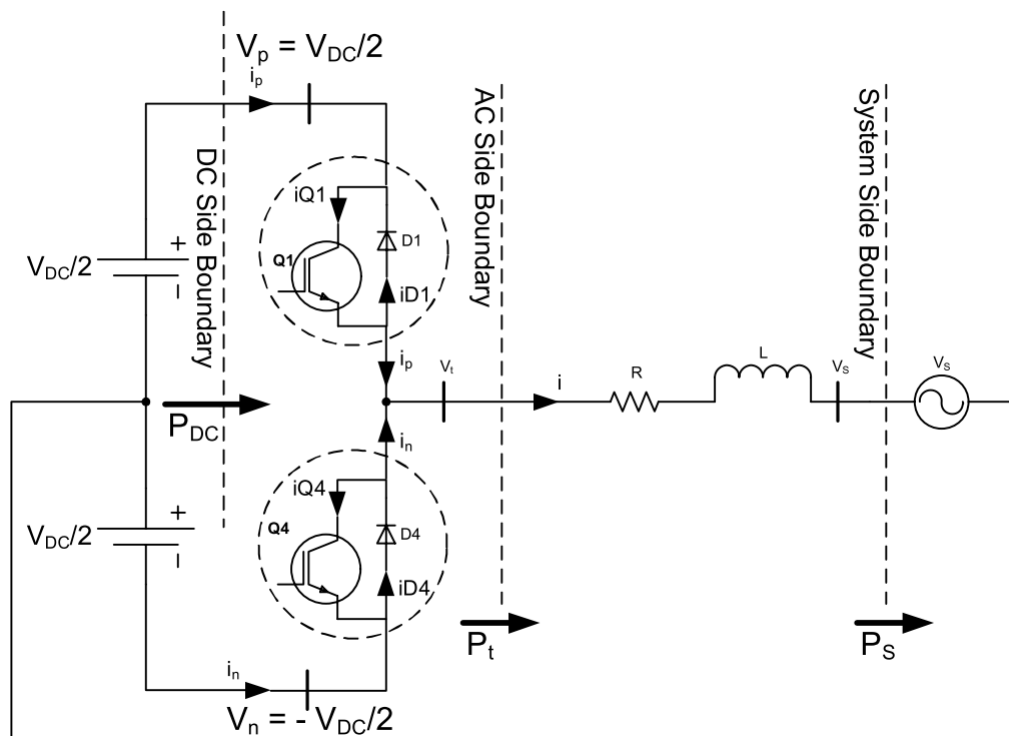 V_p = V_DC/2
i_p
DC Side Boundary
AC Side Boundary
System Side Boundary
iQ1
Q1
D1
iD1
V_DC/2
+
–
i_p
V_t
i
R
L
V_S
V_S
P_DC
i_n
iQ4
Q4
D4
iD4
V_DC/2
+
–
P_t
P_S
i_n
V_n = - V_DC/2